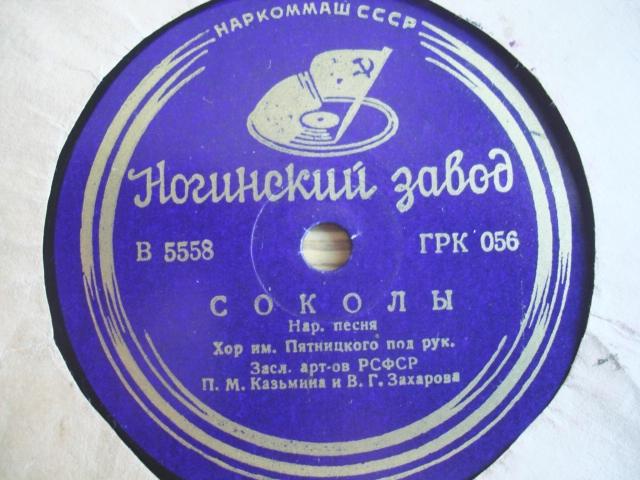 НАРКОММАШ СССР
Ногинский завод
В 5558 ГРК 056
СОКОЛЫ
Нар. песня
Хор им. Пятницкого под рук.
Засл. арт-ов РСФСР
П. М. Казьмина и В. Г. Захарова